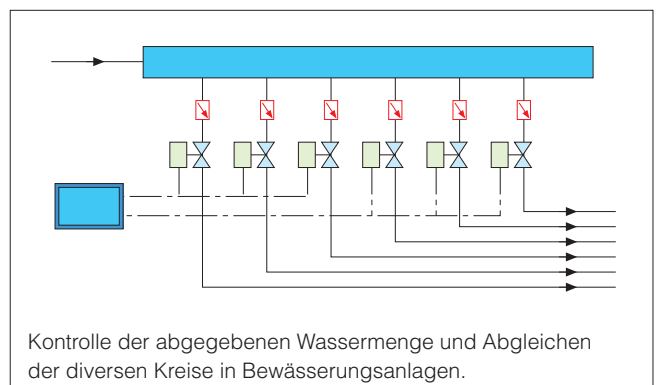 Kontrolle der abgegebenen Wassermenge und Abgleichen
der diversen Kreise in Bewässerungsanlagen.